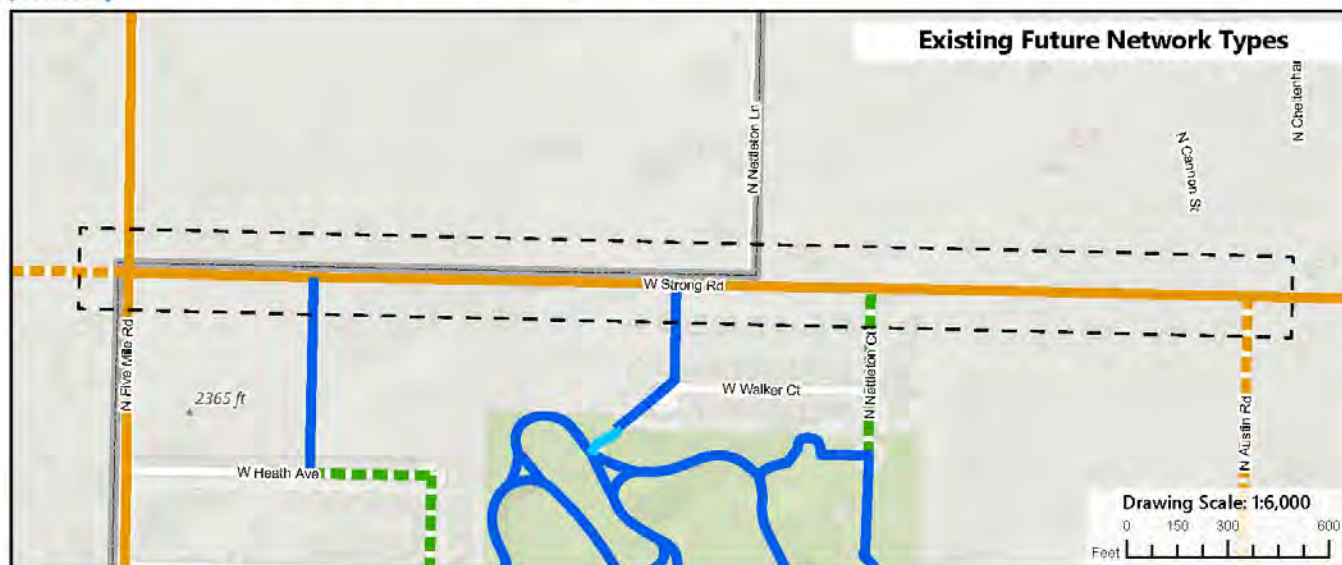 Existing Future Network Types
N Nettleton Ln
N Cannon St
W Strong Rd
N Five Mile Rd
2365 ft
W Walker Ct
N Nettleton Ct
N Austin Rd
W Heath Ave
Drawing Scale: 1:6,000
0 150 300 600
Feet